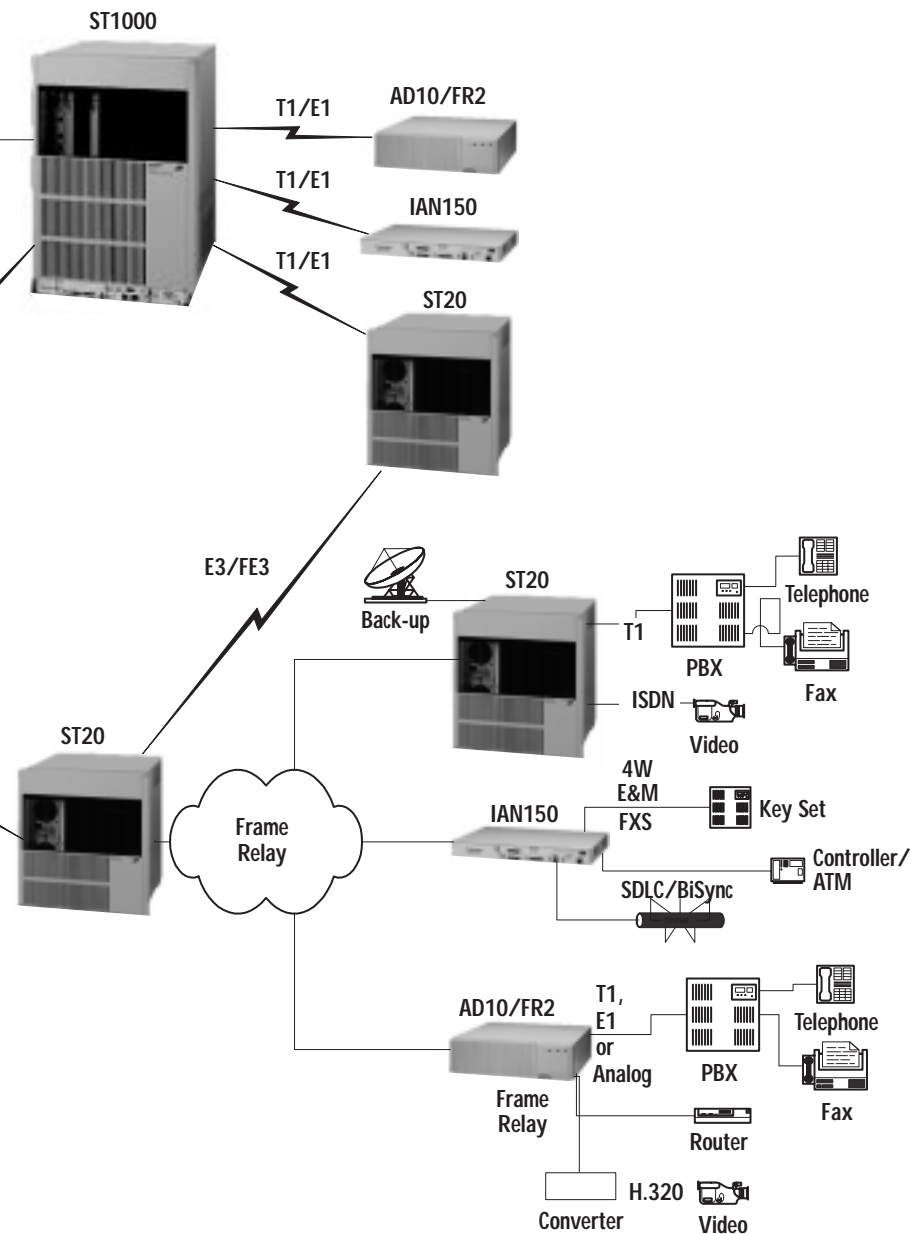 ST1000
T1/E1
AD10/FR2
T1/E1
IAN150
T1/E1
ST20
E3/FE3
Back-up
ST20
T1
PBX
Telephone
Fax
ISDN
Video
ST20
Frame
Relay
IAN150
4W
E&M
FXS
Key Set
Controller/
ATM
SDLC/BiSync
AD10/FR2
T1,
E1
or
Analog
PBX
Telephone
Fax
Frame
Relay
Router
Converter
H.320
Video